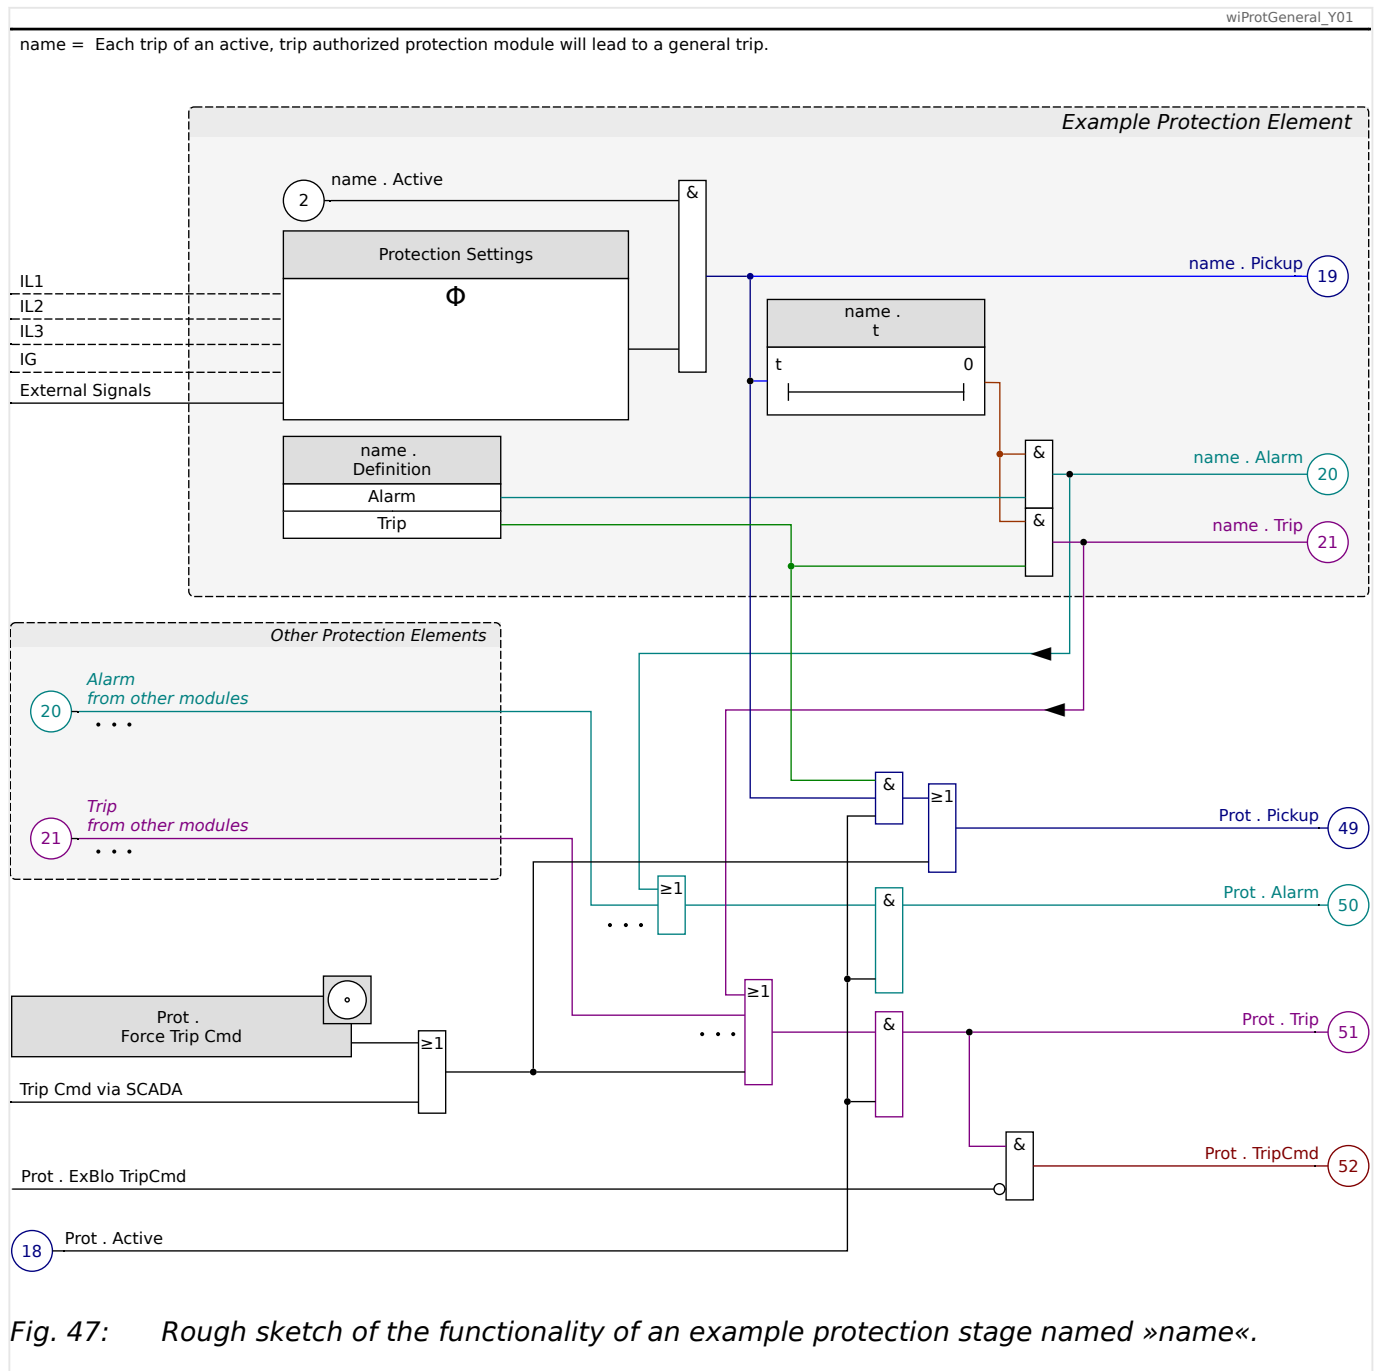 wiProtGeneral_Y01
name = Each trip of an active, trip authorized protection module will lead to a general trip.
Example Protection Element
2
name . Active
&
Protection Settings
Φ
IL1
IL2
IL3
IG
External Signals
name . Pickup
19
name .
t
t 0
name .
Definition
Alarm
Trip
&
name . Alarm
20
&
name . Trip
21
Other Protection Elements
Alarm
from other modules
20
. . .
Trip
from other modules
21
. . .
&
≥1
Prot . Pickup
49
≥1
. . .
&
Prot . Alarm
50
Prot .
Force Trip Cmd
≥1
Trip Cmd via SCADA
≥1
. . .
&
Prot . Trip
51
&
Prot . TripCmd
52
Prot . ExBlo TripCmd
18
Prot . Active
Fig. 47: Rough sketch of the functionality of an example protection stage named »name«.